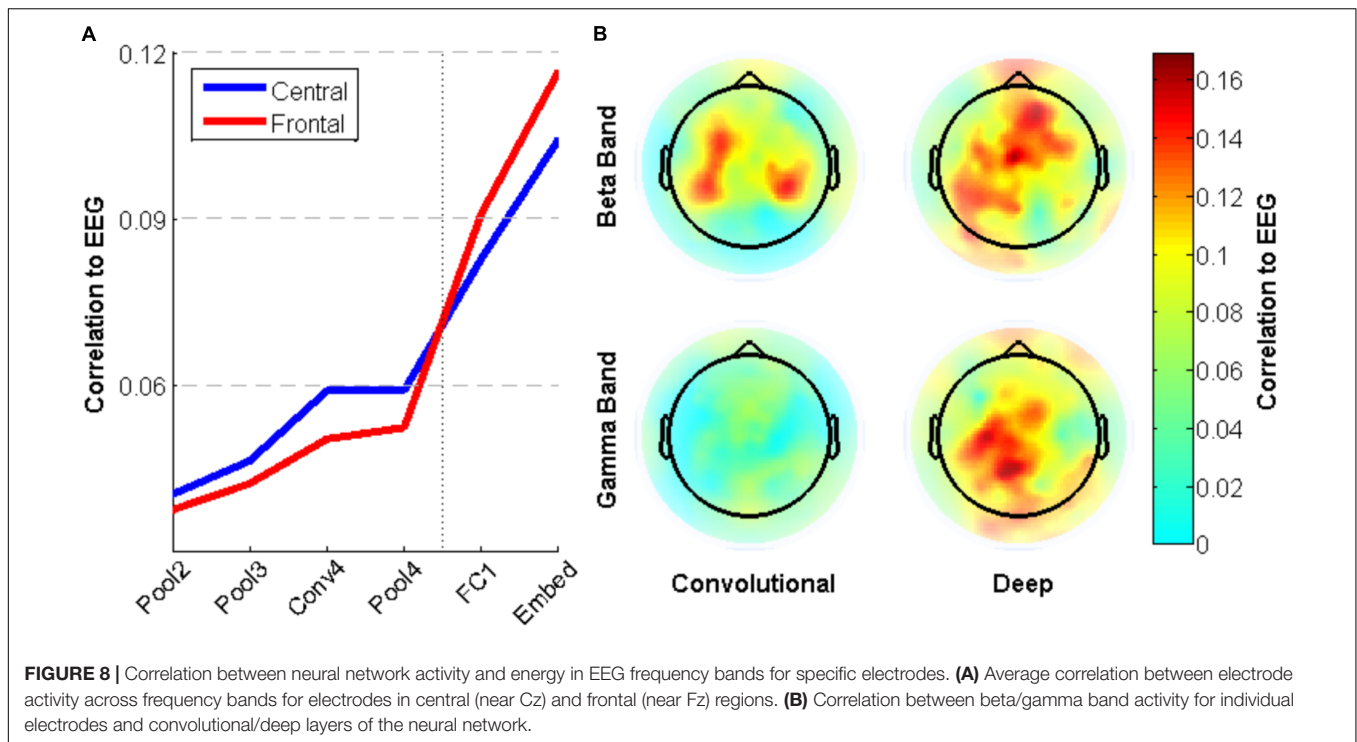 A
B
0.12
0.09
0.06
Correlation to EEG
Central
Frontal
Pool2
Pool3
Conv4
Pool4
FC1
Embed
Beta Band
Gamma Band
Convolutional
Deep
0.16
0.14
0.12
0.1
0.08
0.06
0.04
0.02
0
Correlation to EEG
FIGURE 8 | Correlation between neural network activity and energy in EEG frequency bands for specific electrodes. (A) Average correlation between electrode
activity across frequency bands for electrodes in central (near Cz) and frontal (near Fz) regions. (B) Correlation between beta/gamma band activity for individual
electrodes and convolutional/deep layers of the neural network.